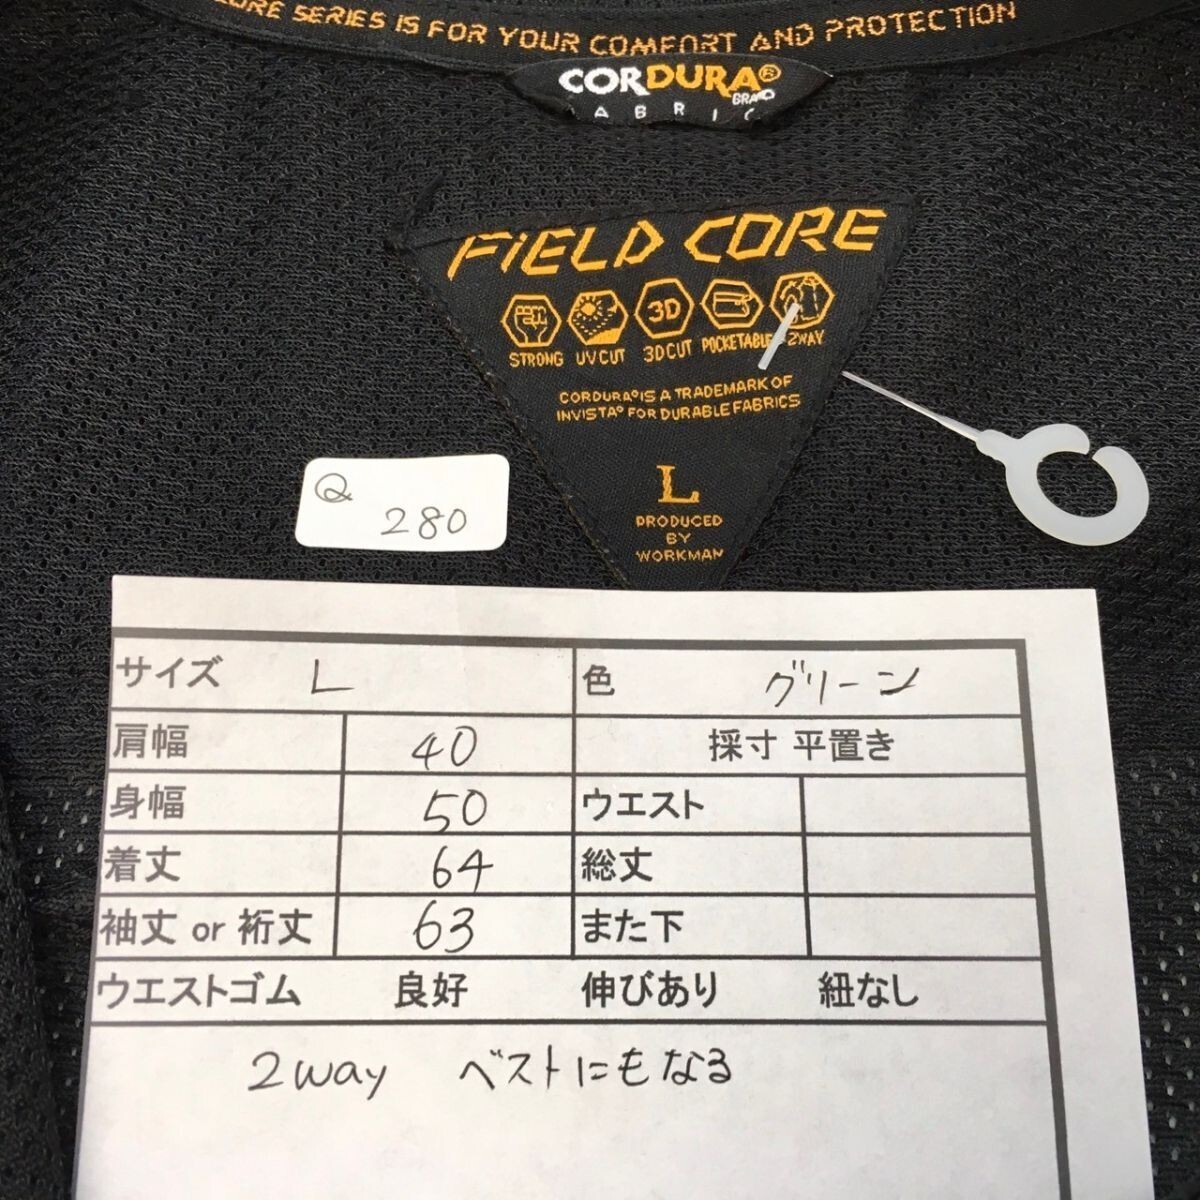 CORE SERIES IS FOR YOUR COMFORT AND PROTECTION
CORDURA®
BRAND
FABRIC
FiELD CORE
3D
STRONG UV CUT 3D CUT POCKETABLE 2WAY
CORDURA® IS A TRADEMARK OF
INVISTA® FOR DURABLE FABRICS
L
PRODUCED
BY
WORKMAN
Q
280
サイズ L 色 グリーン
肩幅 40 採寸 平置き
身幅 50 ウエスト
着丈 64 総丈
袖丈 or 裄丈 63 また下
ウエストゴム 良好 伸びあり 紐なし
2way ベストにもなる